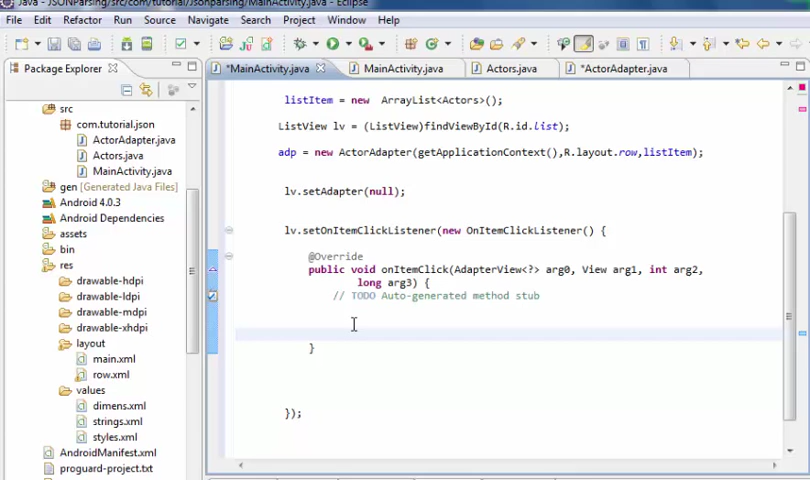 Java - JSONParsing/src/com/tutorial/Jsonparsing/MainActivity.java - Eclipse
File Edit Run Source Navigate Search Project Window Help
Package Explorer
*MainActivity.java
MainActivity.java
Actors.java
*ActorAdapter.java
src
com.tutorial.json
ActorAdapter.java
Actors.java
MainActivity.java
gen [Generated Java Files]
Android 4.0.3
Android Dependencies
assets
bin
res
drawable-hdpi
drawable-ldpi
drawable-mdpi
drawable-xhdpi
layout
main.xml
row.xml
values
dimens.xml
strings.xml
styles.xml
AndroidManifest.xml
proguard-project.txt
listItem = new ArrayList<Actors>();
ListView lv = (ListView)findViewById(R.id.list);
adp = new ActorAdapter(getApplicationContext(),R.layout.row,listItem);
lv.setAdapter(null);
lv.setOnItemClickListener(new OnItemClickListener() {
@Override
public void onItemClick(AdapterView<?> arg0, View arg1, int arg2,
long arg3) {
// TODO Auto-generated method stub
}
});